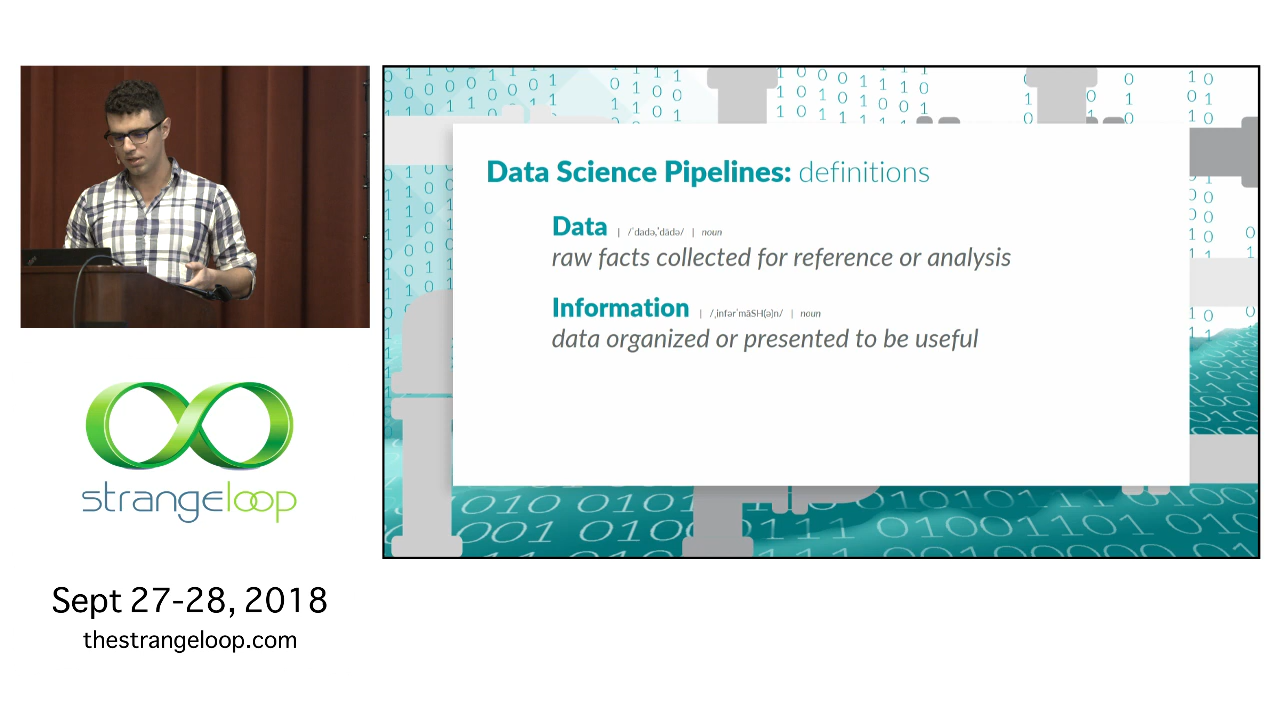 Data Science Pipelines: definitions
Data | /ˈdadə,ˈdādə/ | noun
raw facts collected for reference or analysis
Information | /ˌinfərˈmāSH(ə)n/ | noun
data organized or presented to be useful
strangeloop
Sept 27-28, 2018
thestrangeloop.com